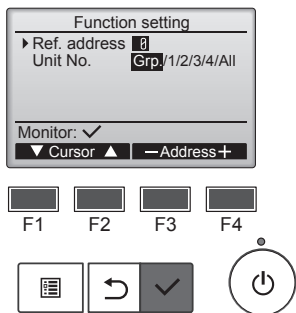 Function setting
Ref. address 0
Unit No. Grp./1/2/3/4/All
Monitor: ✓
▼ Cursor ▲ −Address+
F1 F2 F3 F4